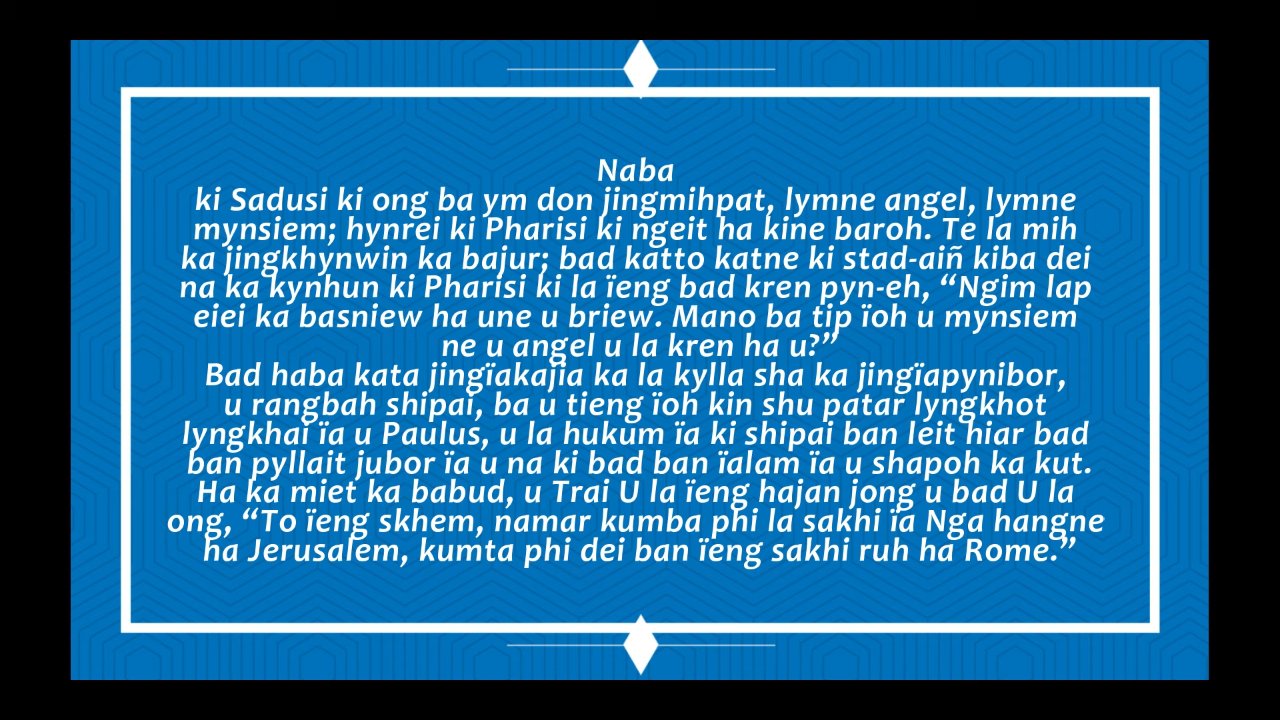 Naba
ki Sadusi ki ong ba ym don jingmihpat, lymne angel, lymne
mynsiem; hynrei ki Pharisi ki ngeit ha kine baroh. Te la mih
ka jingkhynwin ka bajur; bad katto katne ki stad-aiñ kiba dei
na ka kynhun ki Pharisi ki la ïeng bad kren pyn-eh, “Ngim lap
eiei ka basniew ha une u briew. Mano ba tip ïoh u mynsiem
ne u angel u la kren ha u?”
Bad haba kata jingïakajia ka la kylla sha ka jingïapynibor,
u rangbah shipai, ba u tieng ïoh kin shu patar lyngkhot
lyngkhai ïa u Paulus, u la hukum ïa ki shipai ban leit hiar bad
ban pyllait jubor ïa u na ki bad ban ïalam ïa u shapoh ka kut.
Ha ka miet ka babud, u Trai U la ïeng hajan jong u bad U la
ong, “To ïeng skhem, namar kumba phi la sakhi ïa Nga hangne
ha Jerusalem, kumta phi dei ban ïeng sakhi ruh ha Rome.”